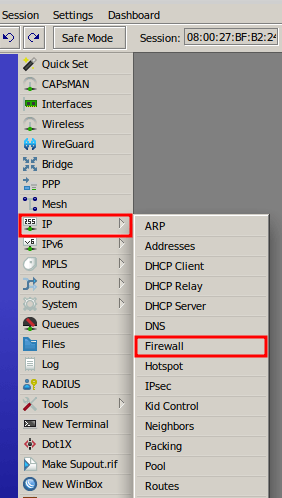 Session Settings Dashboard
Safe Mode Session: 08:00:27:BF:B2:24
Quick Set
CAPsMAN
Interfaces
Wireless
WireGuard
Bridge
PPP
Mesh
255 IP
v6 IPv6
MPLS
Routing
System
Queues
Files
Log
RADIUS
Tools
New Terminal
Dot1X
Make Supout.rif
New WinBox
ARP
Addresses
DHCP Client
DHCP Relay
DHCP Server
DNS
Firewall
Hotspot
IPsec
Kid Control
Neighbors
Packing
Pool
Routes